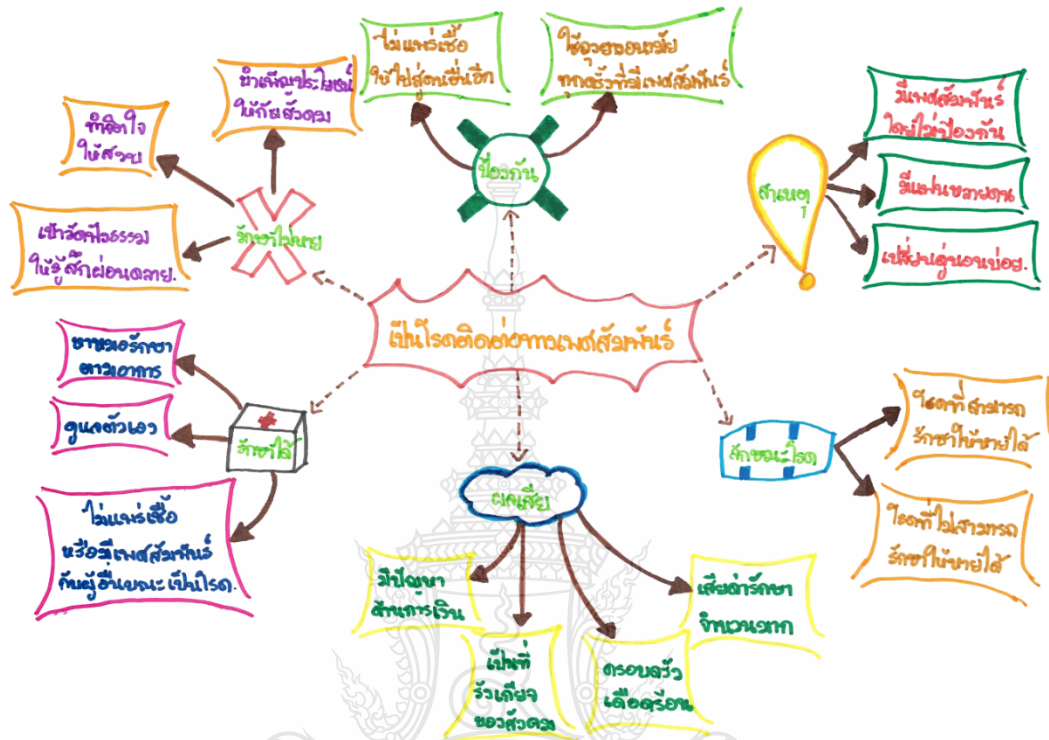 ไม่แพร่เชื้อ
ให้ไปสู่คนอื่นอีก
ใช้ถุงยางอนามัย
ทุกครั้งที่มีเพศสัมพันธ์
บำเพ็ญประโยชน์
ให้กับสังคม
ทำจิตใจ
ให้สงบ
เข้าวัดฟังธรรม
ให้รู้สึกผ่อนคลาย.
รักษาไม่หาย
ป้องกัน
สาเหตุ
มีเพศสัมพันธ์
โดยไม่ป้องกัน
มีแฟนหลายคน
เปลี่ยนคู่นอนบ่อย.
เป็นโรคติดต่อทางเพศสัมพันธ์
หาหมอรักษา
ตามอาการ
ดูแลตัวเอง
ไม่แพร่เชื้อ
หรือมีเพศสัมพันธ์
กับผู้อื่นขณะเป็นโรค.
รักษาได้
ผลเสีย
ลักษณะโรค
โรคที่สามารถ
รักษาให้หายได้
โรคที่ไม่สามารถ
รักษาให้หายได้
มีปัญหา
ด้านการเงิน
เป็นที่
รังเกียจ
ของสังคม
ครอบครัว
เดือดร้อน
เสียค่ารักษา
จำนวนมาก